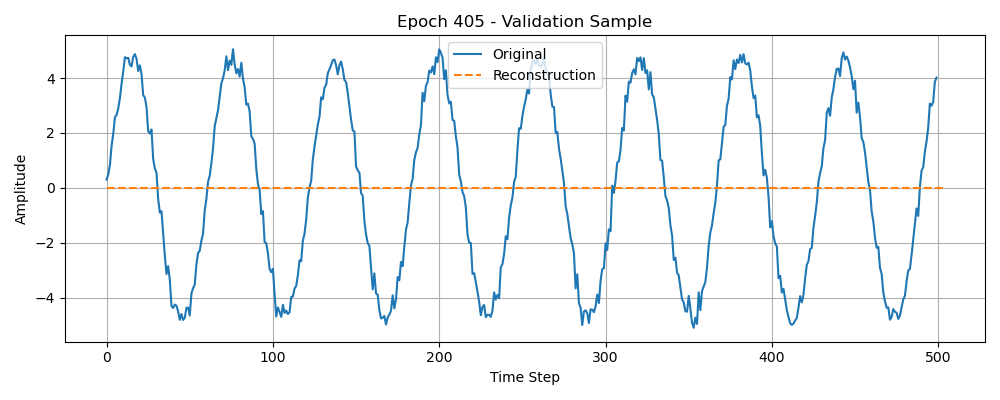 Epoch 405 - Validation Sample
Original
Reconstruction
Amplitude
4
2
0
−2
−4
0 100 200 300 400 500
Time Step